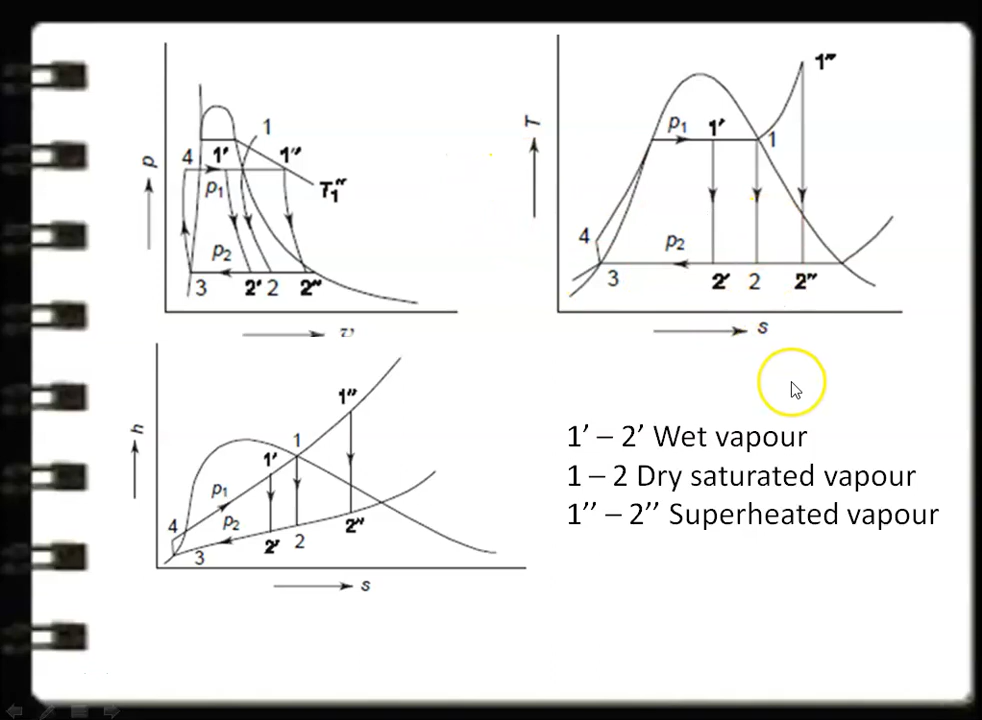 p
4
1'
1
1''
p1
T1''
p2
3
2'
2
2''
v
T
p1
1'
1
1''
4
p2
3
2'
2
2''
s
h
1''
1
1'
p1
4
p2
3
2'
2
2''
s
1’ – 2’ Wet vapour
1 – 2 Dry saturated vapour
1’’ – 2’’ Superheated vapour